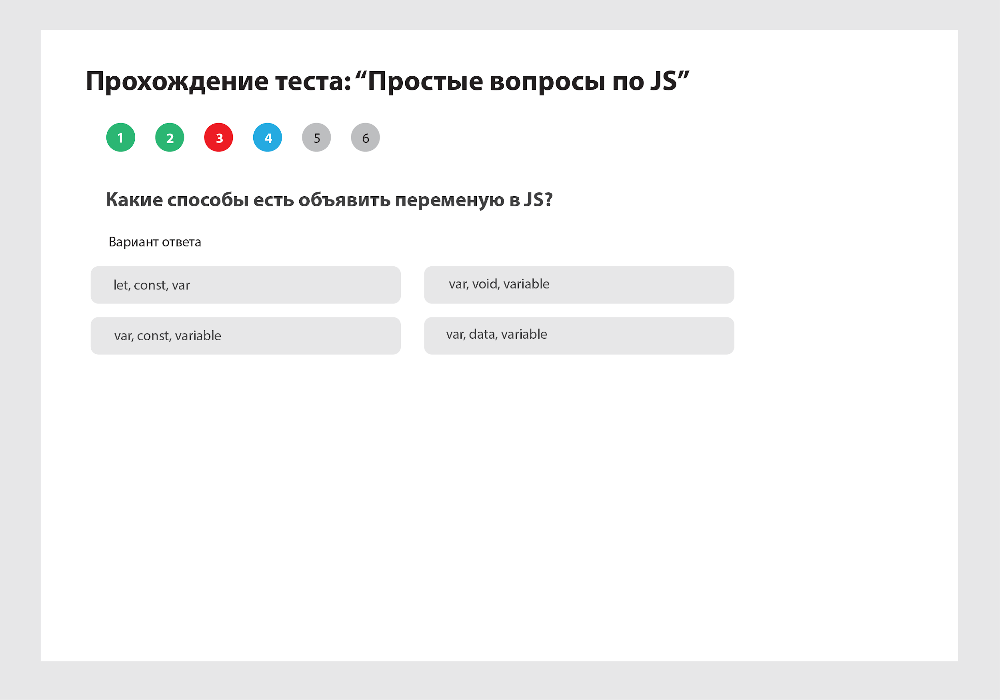 Прохождение теста: “Простые вопросы по JS”
1 2 3 4 5 6
Какие способы есть объявить переменую в JS?
Вариант ответа
let, const, var
var, void, variable
var, const, variable
var, data, variable